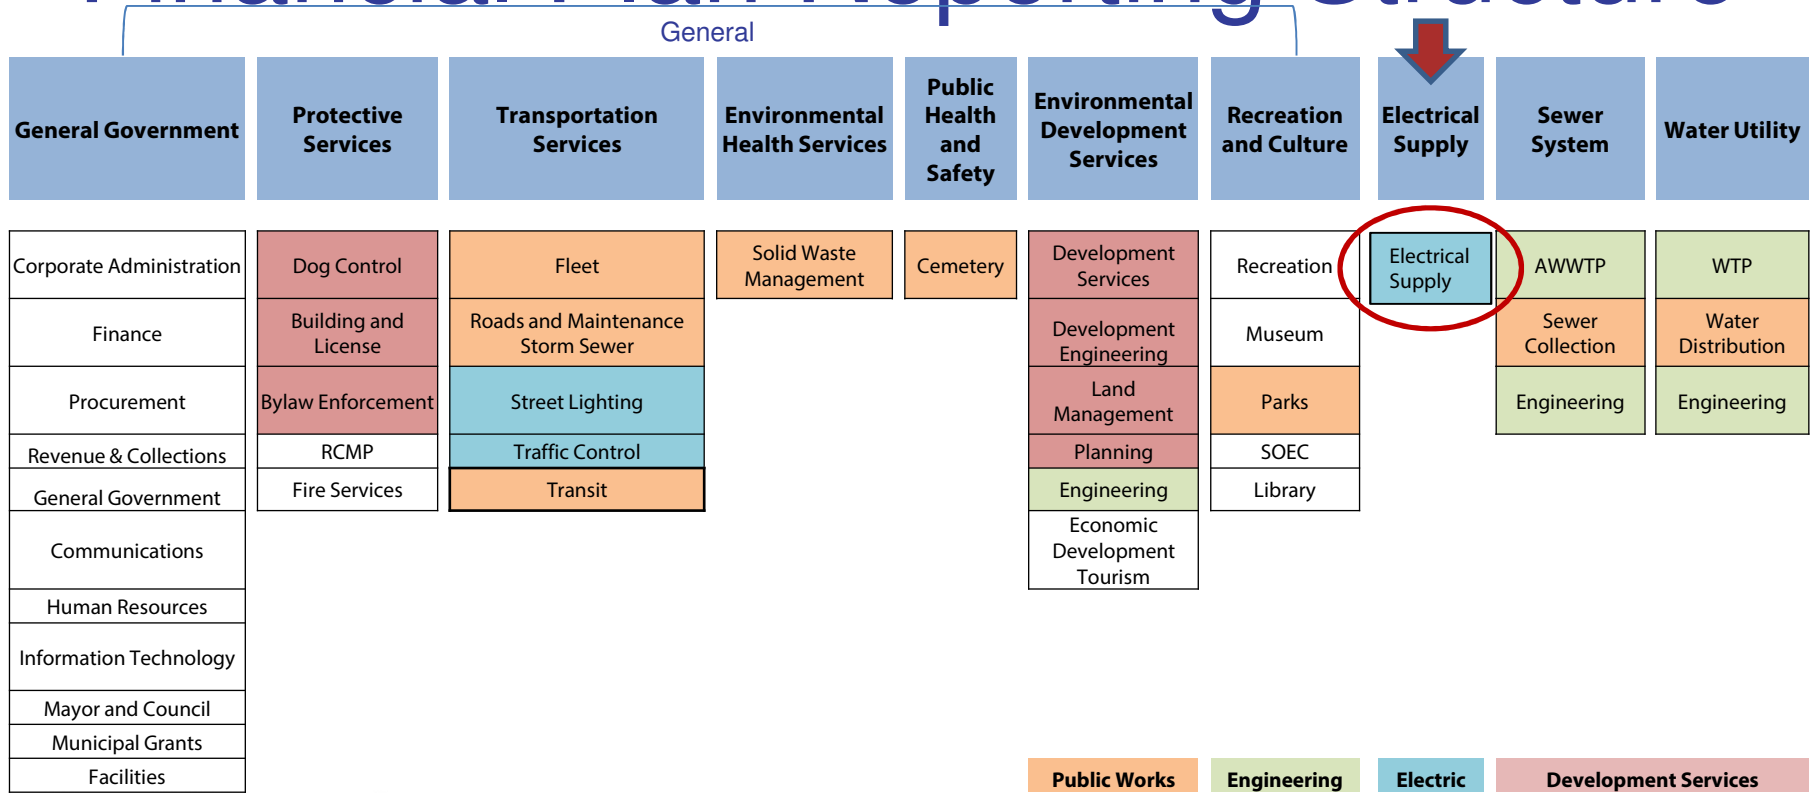 Financial Plan Reporting Structure
General
General Government
Protective
Services
Transportation
Services
Environmental
Health Services
Public
Health
and
Safety
Environmental
Development
Services
Recreation
and Culture
Electrical
Supply
Sewer
System
Water Utility
Corporate Administration
Finance
Procurement
Revenue & Collections
General Government
Communications
Human Resources
Information Technology
Mayor and Council
Municipal Grants
Facilities
Dog Control
Building and
License
Bylaw Enforcement
RCMP
Fire Services
Fleet
Roads and Maintenance
Storm Sewer
Street Lighting
Traffic Control
Transit
Solid Waste
Management
Cemetery
Development
Services
Development
Engineering
Land
Management
Planning
Engineering
Economic
Development
Tourism
Recreation
Museum
Parks
SOEC
Library
Electrical
Supply
AWWTP
Sewer
Collection
Engineering
WTP
Water
Distribution
Engineering
Public Works
Engineering
Electric
Development Services